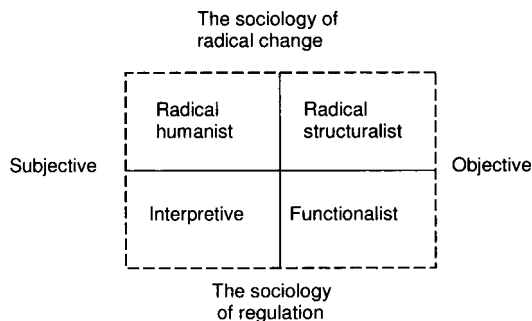 The sociology of
radical change
Radical
humanist
Radical
structuralist
Subjective
Objective
Interpretive
Functionalist
The sociology
of regulation